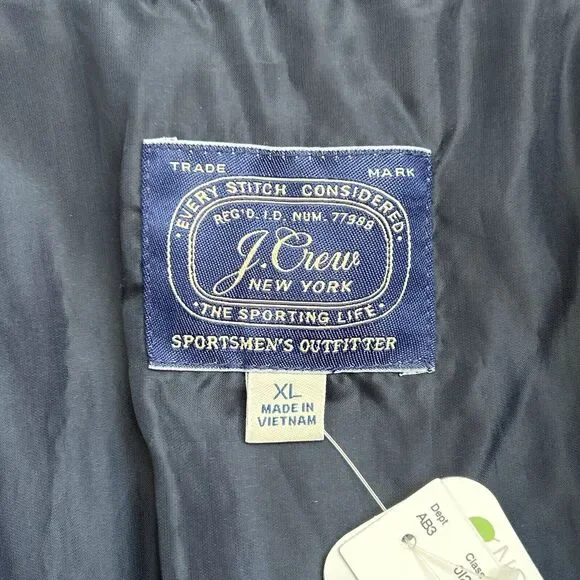 TRADE MARK
·EVERY STITCH CONSIDERED·
REG'D. I.D. NUM. 77388
J.Crew
NEW YORK
·THE SPORTING LIFE·
SPORTSMEN'S OUTFITTER
XL
MADE IN
VIETNAM
Dept
AB3